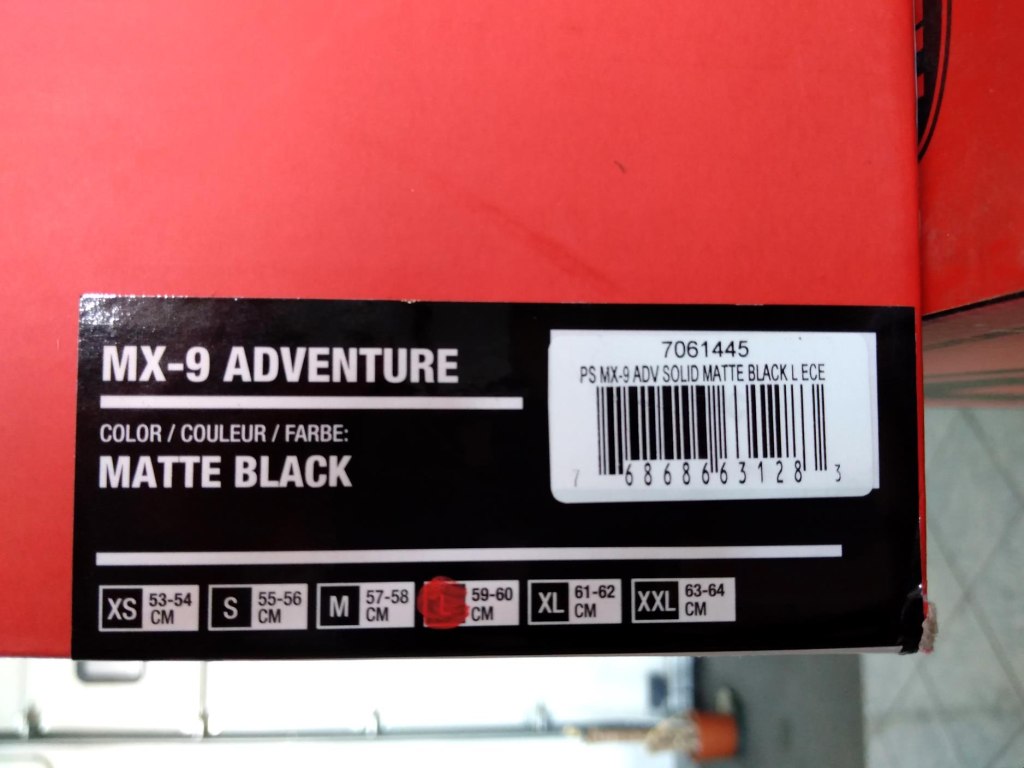 MX-9 ADVENTURE
COLOR / COULEUR / FARBE:
MATTE BLACK
7061445
PS MX-9 ADV SOLID MATTE BLACK L ECE
7 68686 63128 3
XS 53-54 CM
S 55-56 CM
M 57-58 CM
L 59-60 CM
XL 61-62 CM
XXL 63-64 CM